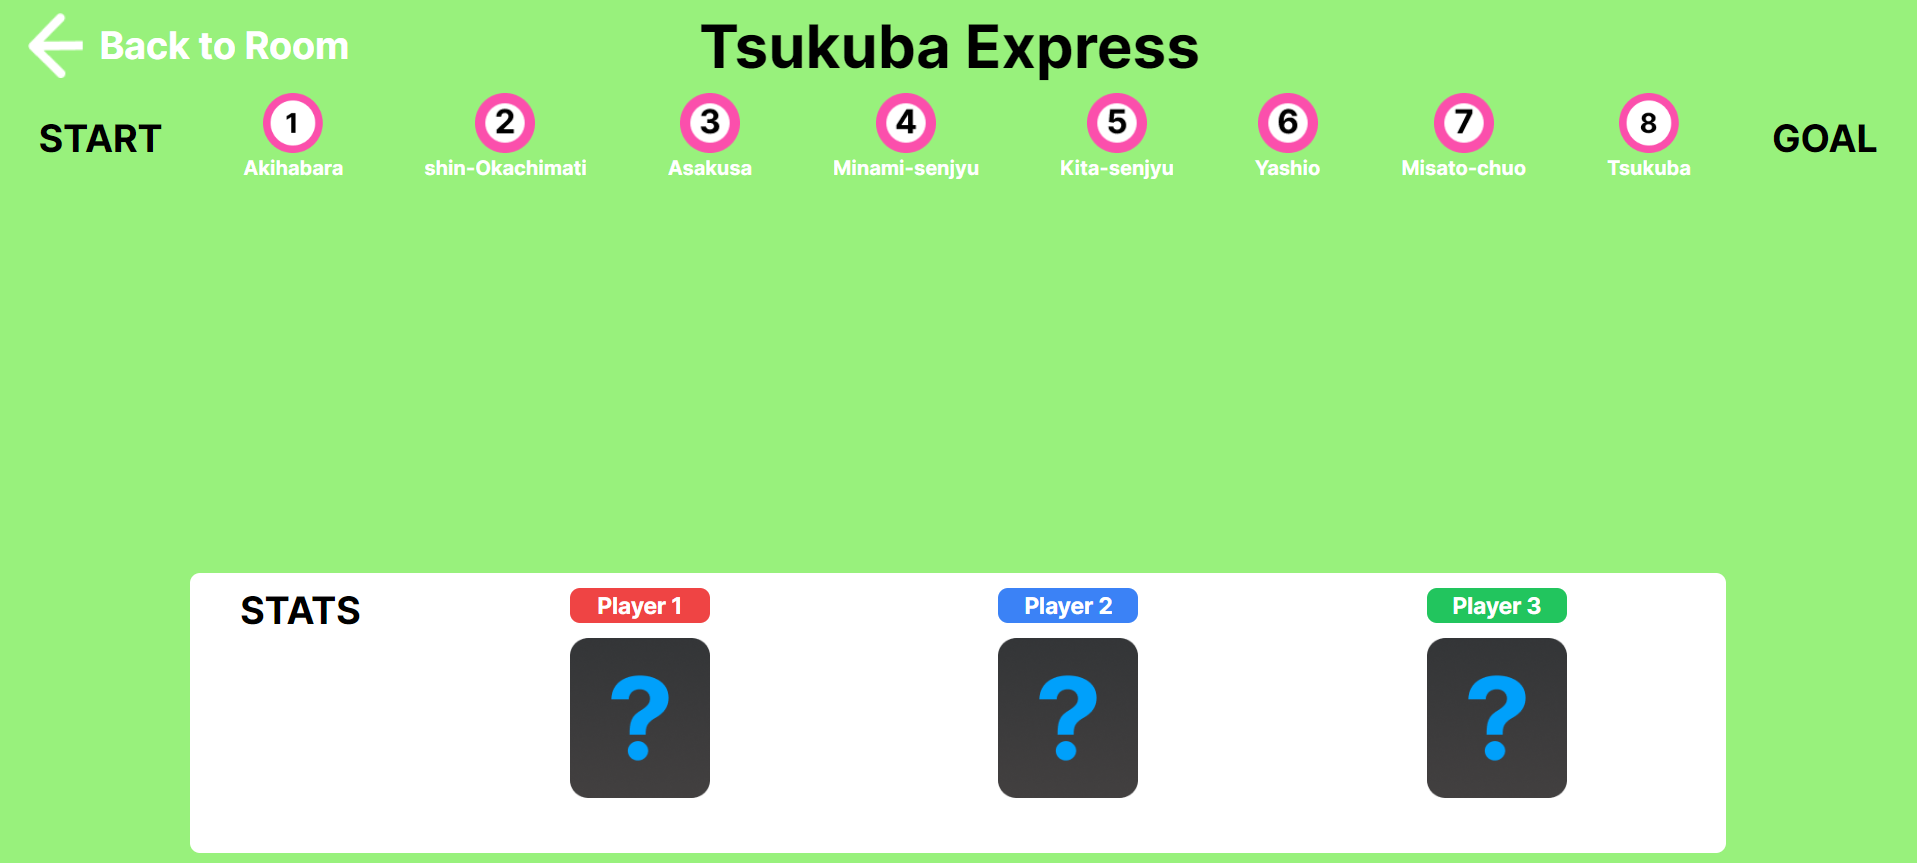 Back to Room
Tsukuba Express
START
1
2
3
4
5
6
7
8
GOAL
Akihabara
shin-Okachimati
Asakusa
Minami-senjyu
Kita-senjyu
Yashio
Misato-chuo
Tsukuba
STATS
Player 1
Player 2
Player 3
?
?
?